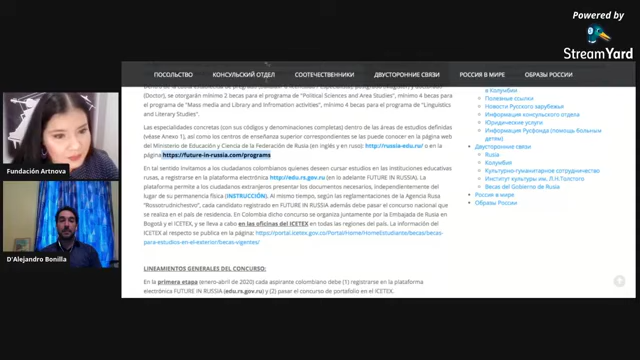 Powered by
StreamYard
ПОСОЛЬСТВО КОНСУЛЬСКИЙ ОТДЕЛ СООТЕЧЕСТВЕННИКИ ДВУСТОРОННИЕ СВЯЗИ РОССИЯ В МИРЕ ОБРАЗЫ РОССИИ
(Doctor), se otorgarán mínimo 2 becas para el programa de "Political Sciences and Area Studies", mínimo 4 becas para el
programa de "Mass media and Library and Infromation activities", mínimo 4 becas para el programa de "Linguistics
and Literary Studies".
Las especialidades concretas (con sus códigos y denominaciones completas) dentro de las áreas de estudios definidas
(véase Anexo 1), así como los centros de enseñanza superior correspondientes se puede conocer en la página web
del Ministerio de Educación y Ciencia de la Federación de Rusia (en inglés y en ruso): http://russia-edu.ru/ o en la
página https://future-in-russia.com/programs
En tal sentido invitamos a los ciudadanos colombianos quienes deseen cursar estudios en las instituciones educativas
rusas, a registrarse en la plataforma electrónica http://edu.rs.gov.ru (en lo adelante FUTURE IN RUSSIA). La
plataforma permite a los ciudadanos extranjeros presentar los documentos necesarios, independientemente del
lugar de su permanencia física (INSTRUCCIÓN). Al mismo tiempo, según las reglamentaciones de la Agencia Rusa
"Rossotrudnichestvo", cada candidato registrado en FUTURE IN RUSSIA además debe pasar el concurso nacional que
se realiza en el país de residencia. En Colombia dicho concurso se organiza juntamente por la Embajada de Rusia en
Bogotá y el ICETEX, y se lleva a cabo en las oficinas del ICETEX en todas las regiones del país. La información del
ICETEX al respecto se publica en la página: https://portal.icetex.gov.co/Portal/Home/HomeEstudiante/becas/becas-
para-estudios-en-el-exterior/becas-vigentes/
LINEAMIENTOS GENERALES DEL CONCURSO:
En la primera etapa (enero-abril de 2020) cada aspirante colombiano debe (1) registrarse en la plataforma
electrónica FUTURE IN RUSSIA (edu.rs.gov.ru) y (2) pasar el concurso de portafolio en el ICETEX.
в Колумбии
Полезные ссылки
Новости Русского зарубежья
Информация консульского отдела
Юридические услуги
Информация Русфонда (помощь больным
детям)
Двусторонние связи
Rusia
Колумбия
Гуманитарное сотрудничество
Институт культуры им. Л.Н.Толстого
Becas del Gobierno de Rusia
Россия в мире
Образы России
Fundación Artnova
D'Alejandro Bonilla